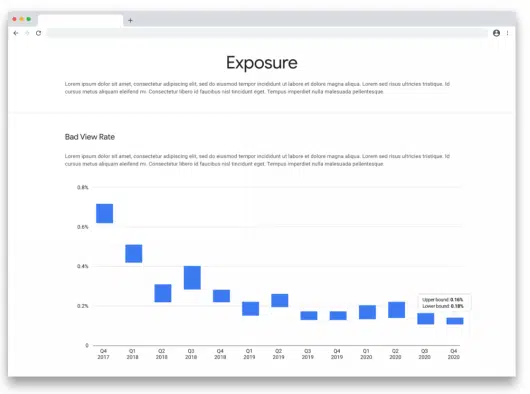 Exposure
Lorem ipsum dolor sit amet, consectetur adipiscing elit, sed do eiusmod tempor incididunt ut labore et dolore magna aliqua. Lorem sed risus ultricies tristique. Id
cursus metus aliquam eleifend mi. Consectetur libero id faucibus nisl tincidunt eget. Tempus imperdiet nulla malesuada pellentesque.
Bad View Rate
Lorem ipsum dolor sit amet, consectetur adipiscing elit, sed do eiusmod tempor incididunt ut labore et dolore magna aliqua. Lorem sed risus ultricies tristique. Id
cursus metus aliquam eleifend mi. Consectetur libero id faucibus nisl tincidunt eget. Tempus imperdiet nulla malesuada pellentesque.
0.8%
0.6%
0.4%
0.2%
0
Upper bound: 0.16%
Lower bound: 0.18%
Q4 Q1 Q2 Q3 Q4 Q1 Q2 Q3 Q4 Q1 Q2 Q3 Q4
2017 2018 2018 2018 2018 2019 2019 2019 2019 2020 2020 2020 2020